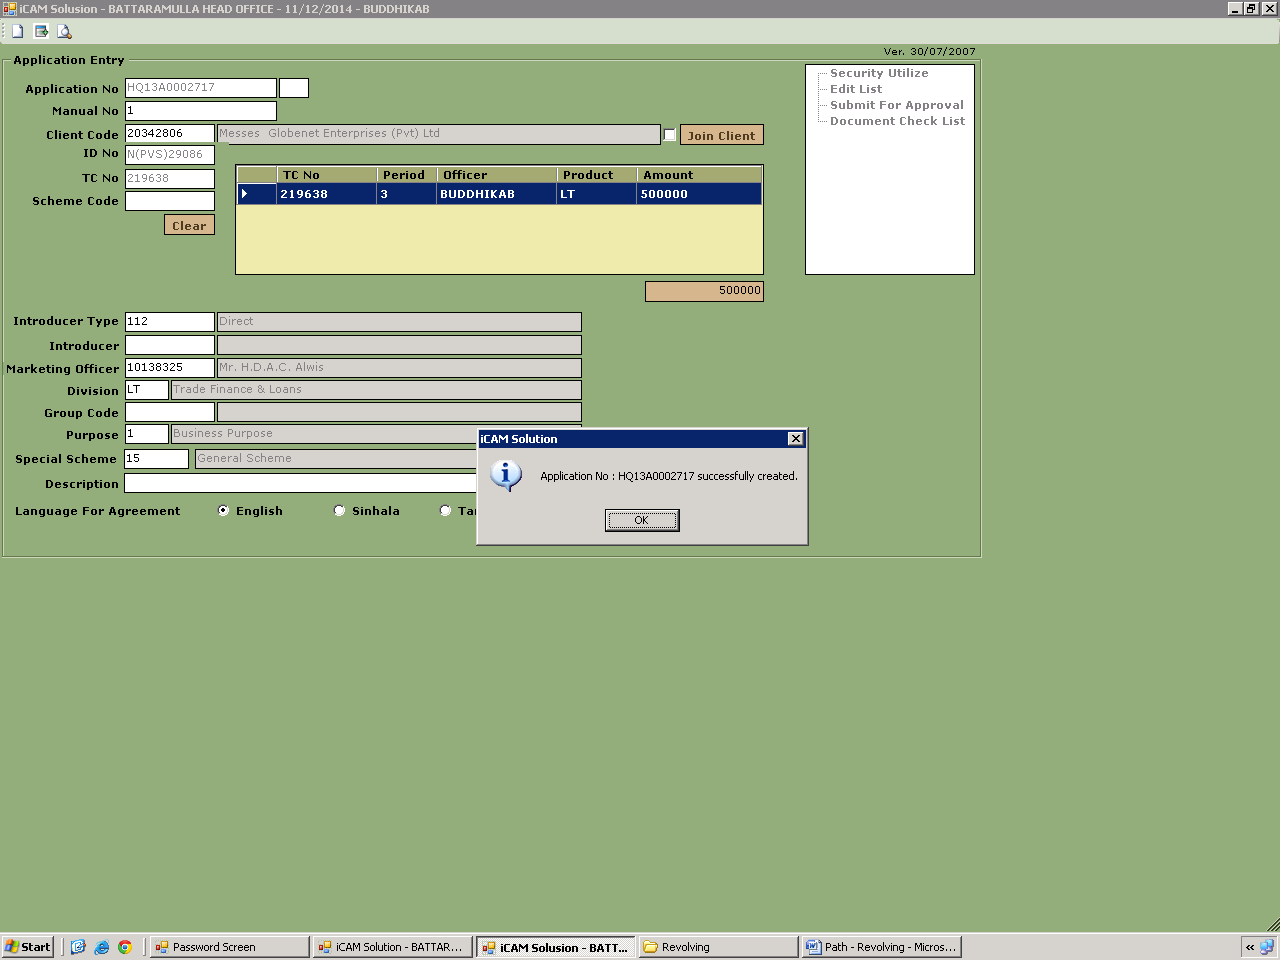 iCAM Solusion - BATTARAMULLA HEAD OFFICE - 11/12/2014 - BUDDHIKAB
Ver. 30/07/2007
Application Entry
Application No HQ13A0002717
Manual No 1
Client Code 20342806 Messes Globenet Enterprises (Pvt) Ltd Join Client
ID No N(PVS)29086
TC No 219638
Scheme Code
Clear
TC No Period Officer Product Amount
219638 3 BUDDHIKAB LT 500000
500000
Security Utilize
Edit List
Submit For Approval
Document Check List
Introducer Type 112 Direct
Introducer
Marketing Officer 10138325 Mr. H.D.A.C. Alwis
Division LT Trade Finance & Loans
Group Code
Purpose 1 Business Purpose
Special Scheme 15 General Scheme
Description
Language For Agreement English Sinhala Ta
iCAM Solution
Application No : HQ13A0002717 successfully created.
OK
Start Password Screen iCAM Solution - BATTAR... iCAM Solusion - BATT... Revolving Path - Revolving - Micros... «